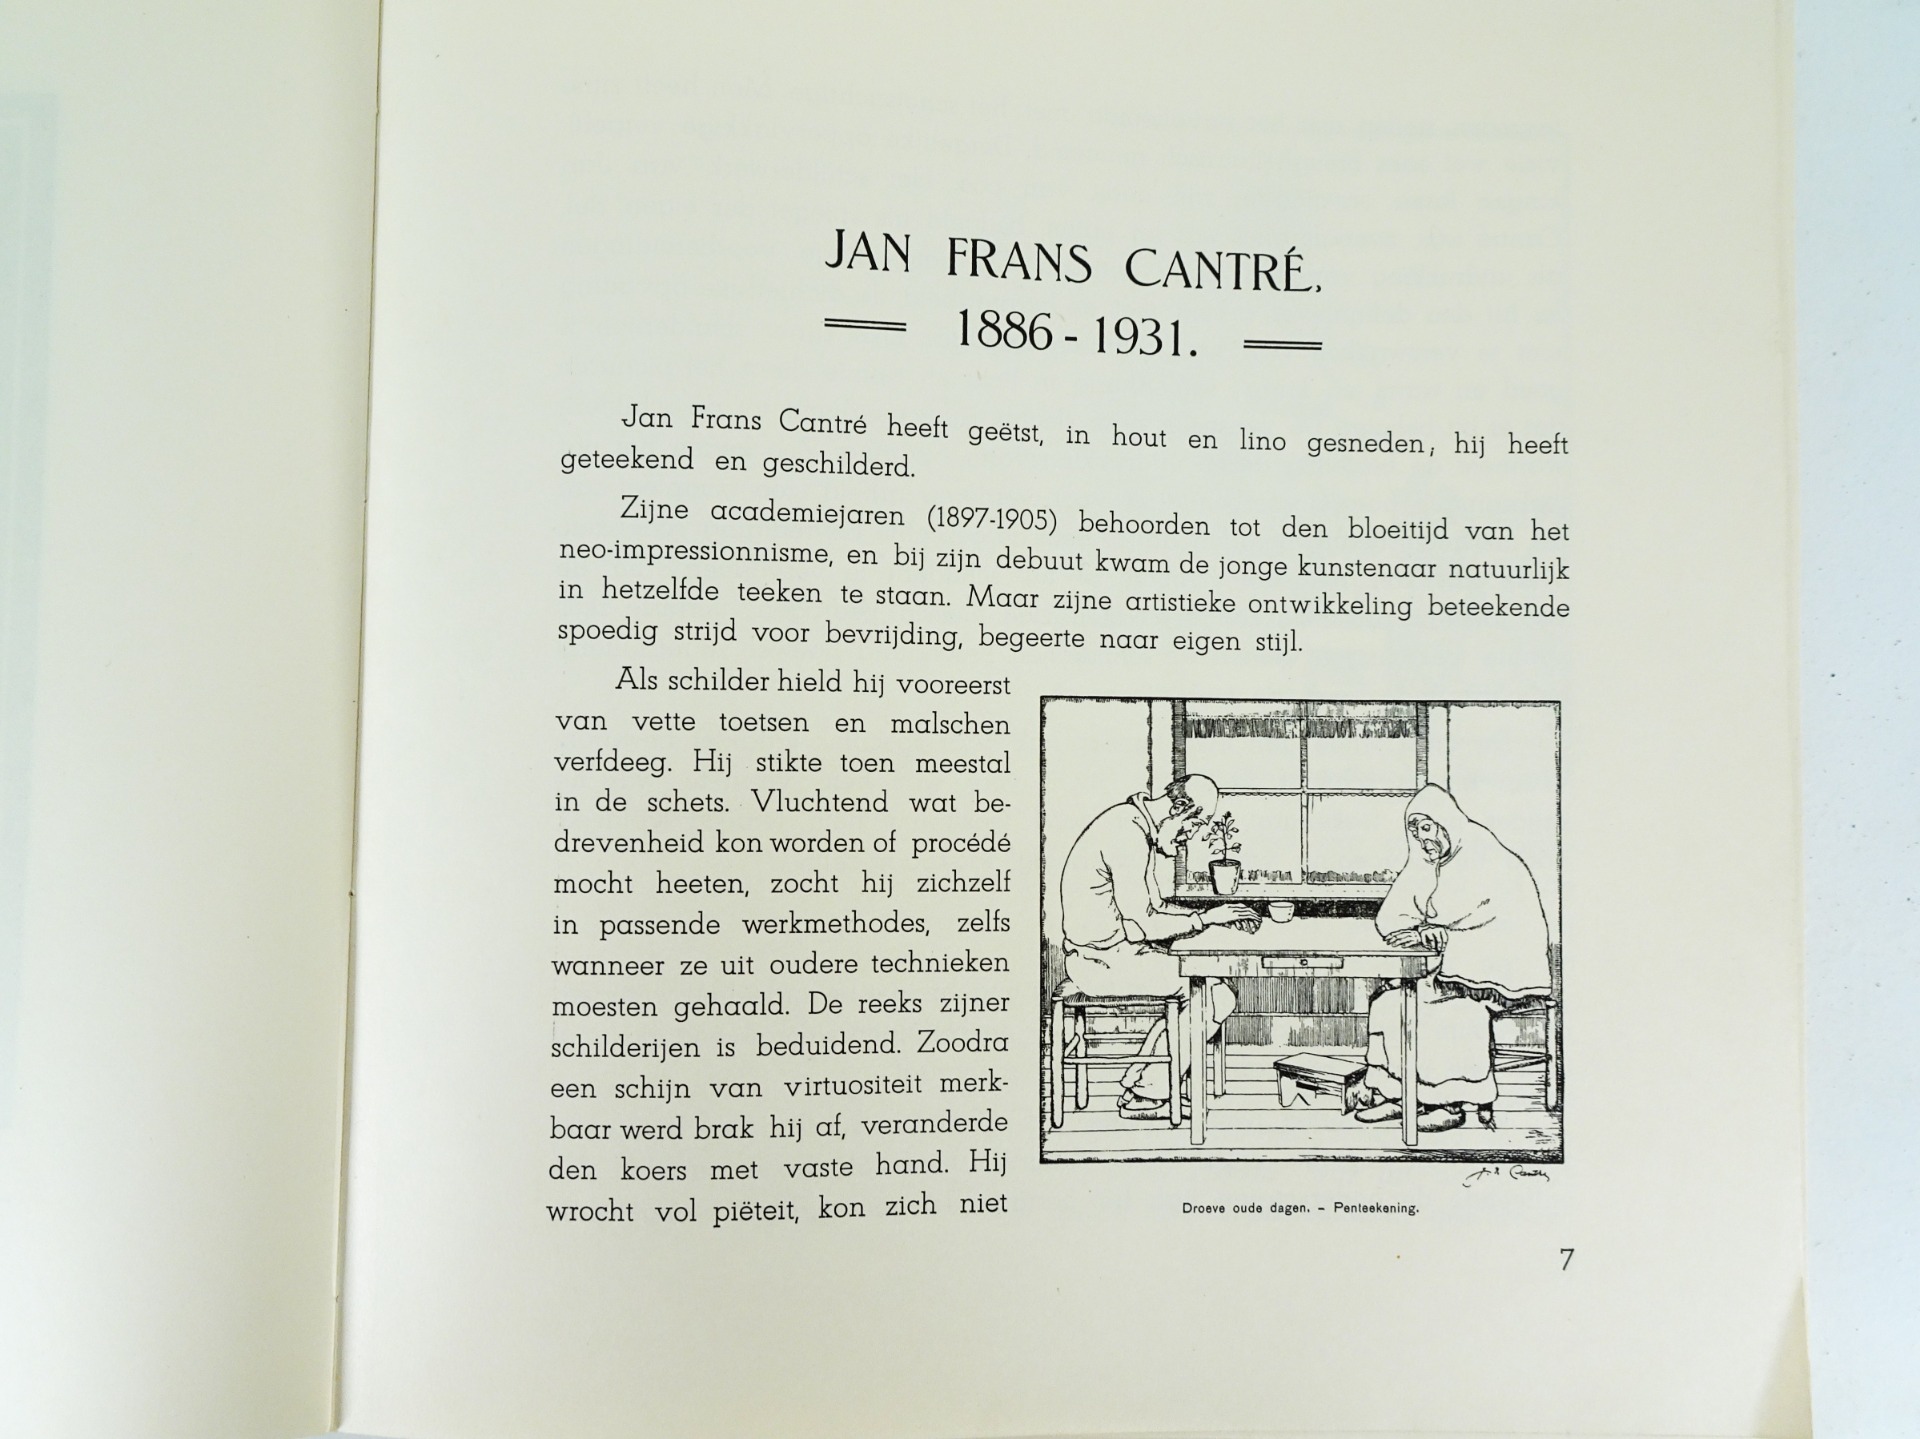 JAN FRANS CANTRÉ,
1886 - 1931.
Jan Frans Cantré heeft geëtst, in hout en lino gesneden; hij heeft
geteekend en geschilderd.
Zijne academiejaren (1897-1905) behoorden tot den bloeitijd van het
neo-impressionnisme, en bij zijn debuut kwam de jonge kunstenaar natuurlijk
in hetzelfde teeken te staan. Maar zijne artistieke ontwikkeling beteekende
spoedig strijd voor bevrijding, begeerte naar eigen stijl.
Als schilder hield hij vooreerst
van vette toetsen en malschen
verfdeeg. Hij stikte toen meestal
in de schets. Vluchtend wat be-
drevenheid kon worden of procédé
mocht heeten, zocht hij zichzelf
in passende werkmethodes, zelfs
wanneer ze uit oudere technieken
moesten gehaald. De reeks zijner
schilderijen is beduidend. Zoodra
een schijn van virtuositeit merk-
baar werd brak hij af, veranderde
den koers met vaste hand. Hij
wrocht vol piëteit, kon zich niet
J. F. Cantré
Droeve oude dagen. - Penteekening.
7